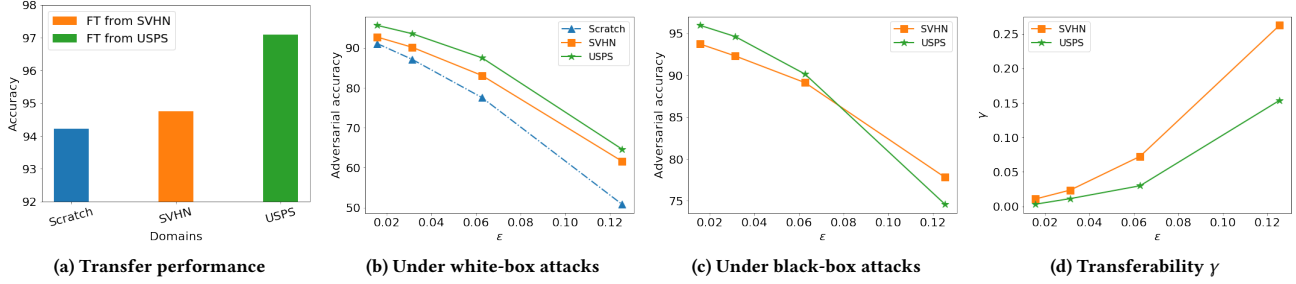 98
97
96
95
94
93
92
Accuracy
FT from SVHN
FT from USPS
Scratch
SVHN
USPS
Domains
(a) Transfer performance
90
80
70
60
50
Adversarial accuracy
Scratch
SVHN
USPS
0.02 0.04 0.06 0.08 0.10 0.12
ε
(b) Under white-box attacks
95
90
85
80
75
Adversarial accuracy
SVHN
USPS
0.02 0.04 0.06 0.08 0.10 0.12
ε
(c) Under black-box attacks
0.25
0.20
0.15
0.10
0.05
0.00
γ
SVHN
USPS
0.02 0.04 0.06 0.08 0.10 0.12
ε
(d) Transferability γ